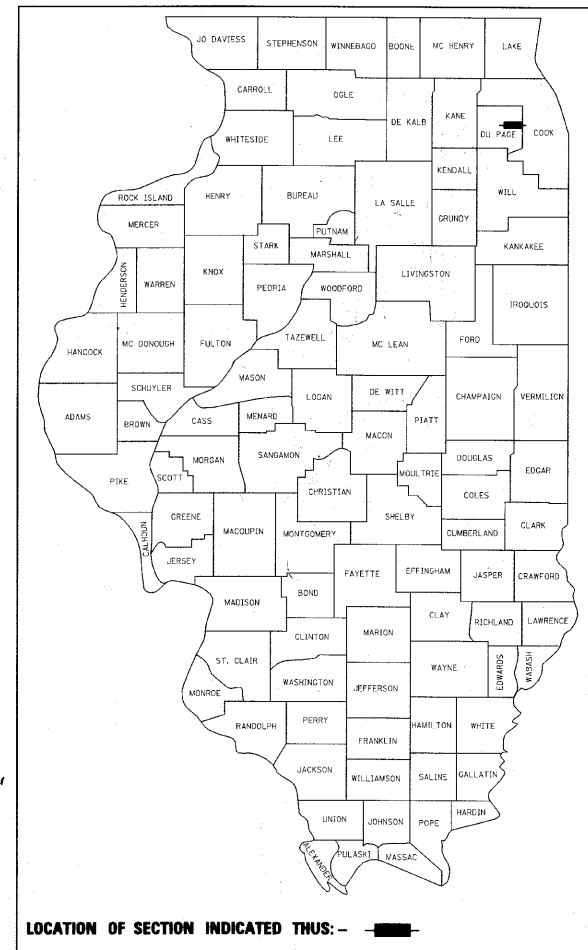 JO DAVIESS
STEPHENSON
WINNEBAGO
BOONE
MC HENRY
LAKE
CARROLL
OGLE
DE KALB
KANE
DU PAGE
COOK
WHITESIDE
LEE
KENDALL
WILL
ROCK ISLAND
HENRY
BUREAU
LA SALLE
GRUNDY
MERCER
PUTNAM
KANKAKEE
STARK
MARSHALL
HENDERSON
WARREN
KNOX
PEORIA
WOODFORD
LIVINGSTON
IROQUOIS
HANCOCK
MC DONOUGH
FULTON
TAZEWELL
MC LEAN
FORD
MASON
SCHUYLER
LOGAN
DE WITT
CHAMPAIGN
VERMILICN
ADAMS
BROWN
CASS
MENARD
PIATT
MACON
MORGAN
SANGAMON
DOUGLAS
EDGAR
PIKE
SCOTT
MOULTRIE
CHRISTIAN
COLES
GREENE
MACOUPIN
SHELBY
CALHOUN
MONTGOMERY
CUMBERLAND
CLARK
JERSEY
FAYETTE
EFFINGHAM
JASPER
CRAWFORD
MADISON
BOND
CLAY
RICHLAND
LAWRENCE
CLINTON
MARION
ST. CLAIR
WAYNE
EDWARDS
WABASH
WASHINGTON
JEFFERSON
MONROE
RANDOLPH
PERRY
HAMILTON
WHITE
FRANKLIN
JACKSON
WILLIAMSON
SALINE
GALLATIN
UNION
JOHNSON
POPE
HARDIN
ALEXANDER
PULASKI
MASSAC
LOCATION OF SECTION INDICATED THUS: -